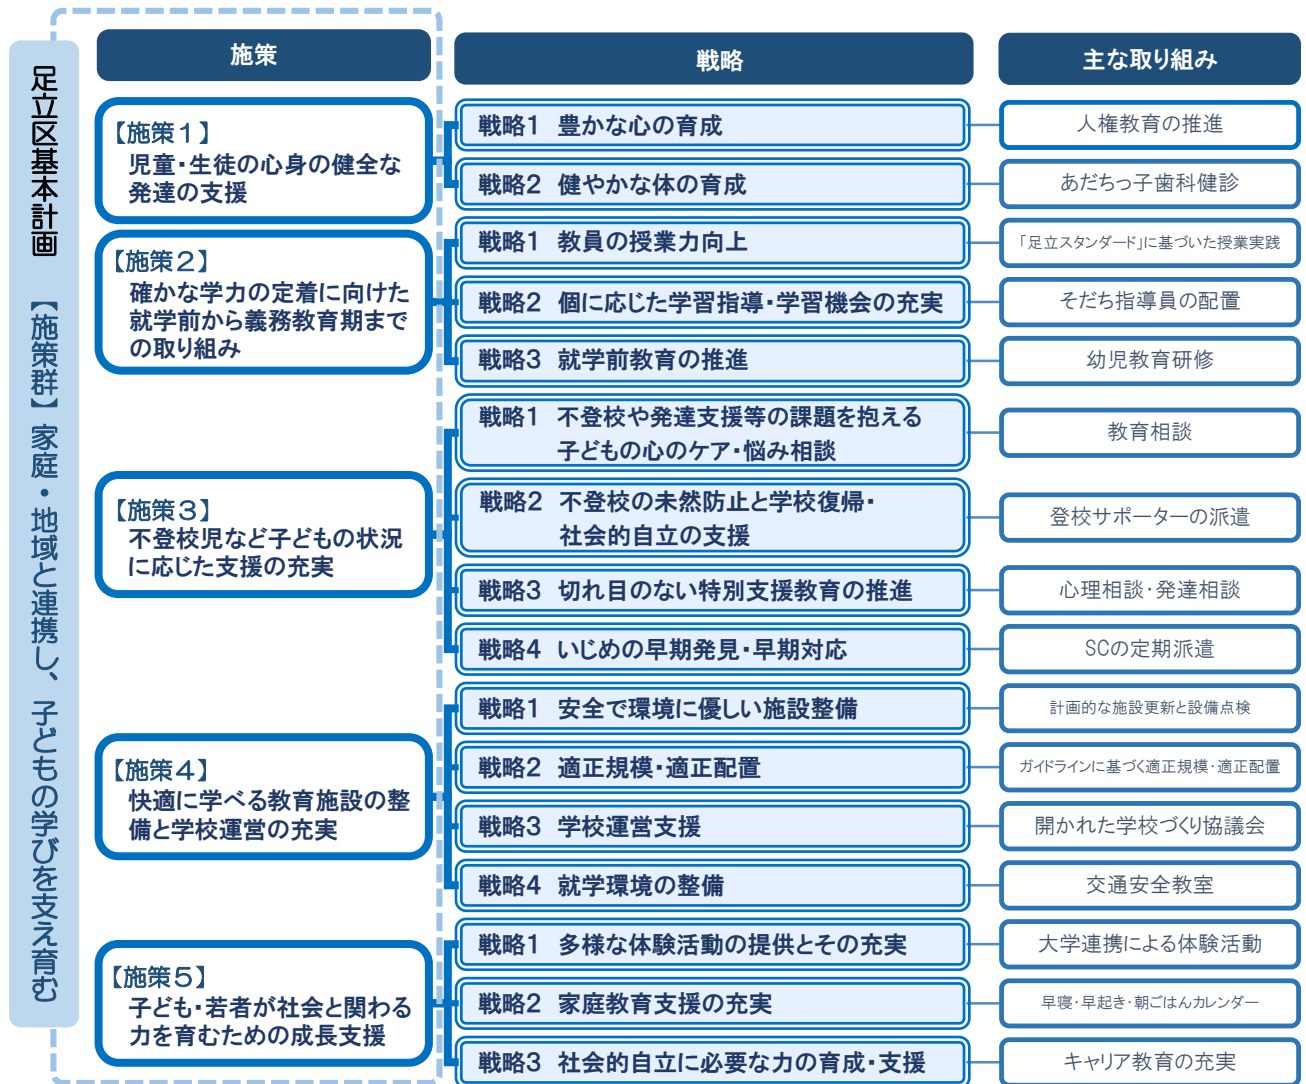 足立区基本計画　【施策群】家庭・地域と連携し、子どもの学びを支え育む
施策
戦略
主な取り組み
【施策１】
児童・生徒の心身の健全な
発達の支援
戦略1 豊かな心の育成
人権教育の推進
戦略2 健やかな体の育成
あだちっ子歯科健診
【施策２】
確かな学力の定着に向けた
就学前から義務教育期まで
の取り組み
戦略1 教員の授業力向上
「足立スタンダード」に基づいた授業実践
戦略2 個に応じた学習指導・学習機会の充実
そだち指導員の配置
戦略3 就学前教育の推進
幼児教育研修
【施策３】
不登校児など子どもの状況
に応じた支援の充実
戦略1 不登校や発達支援等の課題を抱える
子どもの心のケア・悩み相談
教育相談
戦略2 不登校の未然防止と学校復帰・
社会的自立の支援
登校サポーターの派遣
戦略3 切れ目のない特別支援教育の推進
心理相談・発達相談
戦略4 いじめの早期発見・早期対応
SCの定期派遣
【施策４】
快適に学べる教育施設の整
備と学校運営の充実
戦略1 安全で環境に優しい施設整備
計画的な施設更新と設備点検
戦略2 適正規模・適正配置
ガイドラインに基づく適正規模・適正配置
戦略3 学校運営支援
開かれた学校づくり協議会
戦略4 就学環境の整備
交通安全教室
【施策５】
子ども・若者が社会と関わる
力を育むための成長支援
戦略1 多様な体験活動の提供とその充実
大学連携による体験活動
戦略2 家庭教育支援の充実
早寝・早起き・朝ごはんカレンダー
戦略3 社会的自立に必要な力の育成・支援
キャリア教育の充実